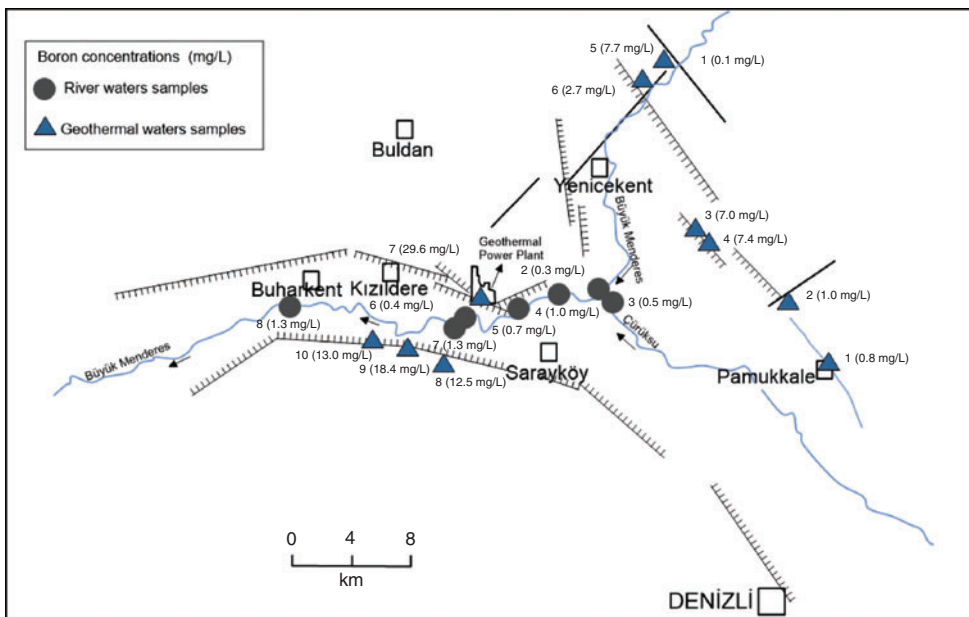 Boron concentrations (mg/L)
River waters samples
Geothermal waters samples
5 (7.7 mg/L)
1 (0.1 mg/L)
6 (2.7 mg/L)
Buldan
Yenicekent
Büyük Menderes
3 (7.0 mg/L)
4 (7.4 mg/L)
7 (29.6 mg/L)
Geothermal
Power Plant
2 (0.3 mg/L)
Buharkent
Kızıldere
6 (0.4 mg/L)
4 (1.0 mg/L)
3 (0.5 mg/L)
2 (1.0 mg/L)
8 (1.3 mg/L)
5 (0.7 mg/L)
7 (1.3 mg/L)
Çürüksu
10 (13.0 mg/L)
9 (18.4 mg/L)
8 (12.5 mg/L)
Sarayköy
1 (0.8 mg/L)
Pamukkale
Büyük Menderes
0 4 8
km
DENİZLİ